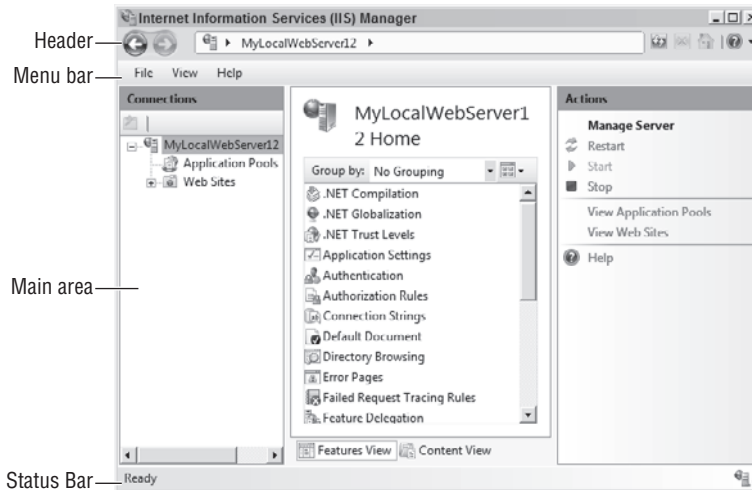 Internet Information Services (IIS) Manager
Header
MyLocalWebServer12
Menu bar
File View Help
Connections
MyLocalWebServer12
Application Pools
Web Sites
Main area
MyLocalWebServer1
2 Home
Group by: No Grouping
.NET Compilation
.NET Globalization
.NET Trust Levels
Application Settings
Authentication
Authorization Rules
Connection Strings
Default Document
Directory Browsing
Error Pages
Failed Request Tracing Rules
Feature Delegation
Features View Content View
Actions
Manage Server
Restart
Start
Stop
View Application Pools
View Web Sites
Help
Status Bar
Ready